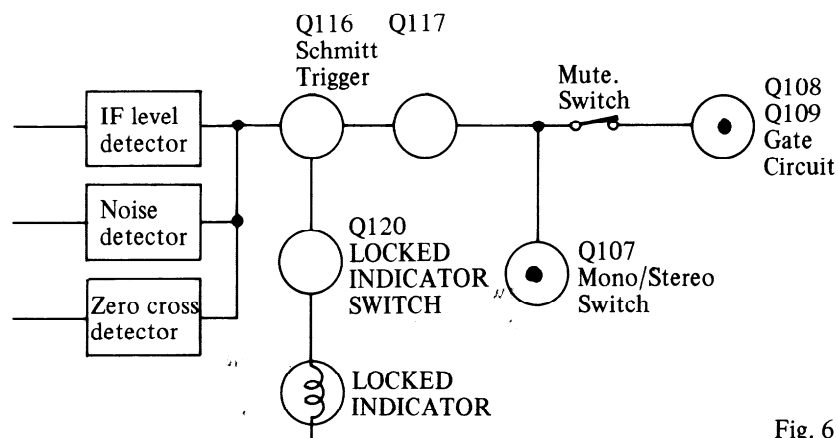 Q116
Schmitt
Trigger
Q117
Mute.
Switch
Q108
Q109
Gate
Circuit
IF level
detector
Noise
detector
Zero cross
detector
Q120
LOCKED
INDICATOR
SWITCH
Q107
Mono/Stereo
Switch
LOCKED
INDICATOR
Fig. 6